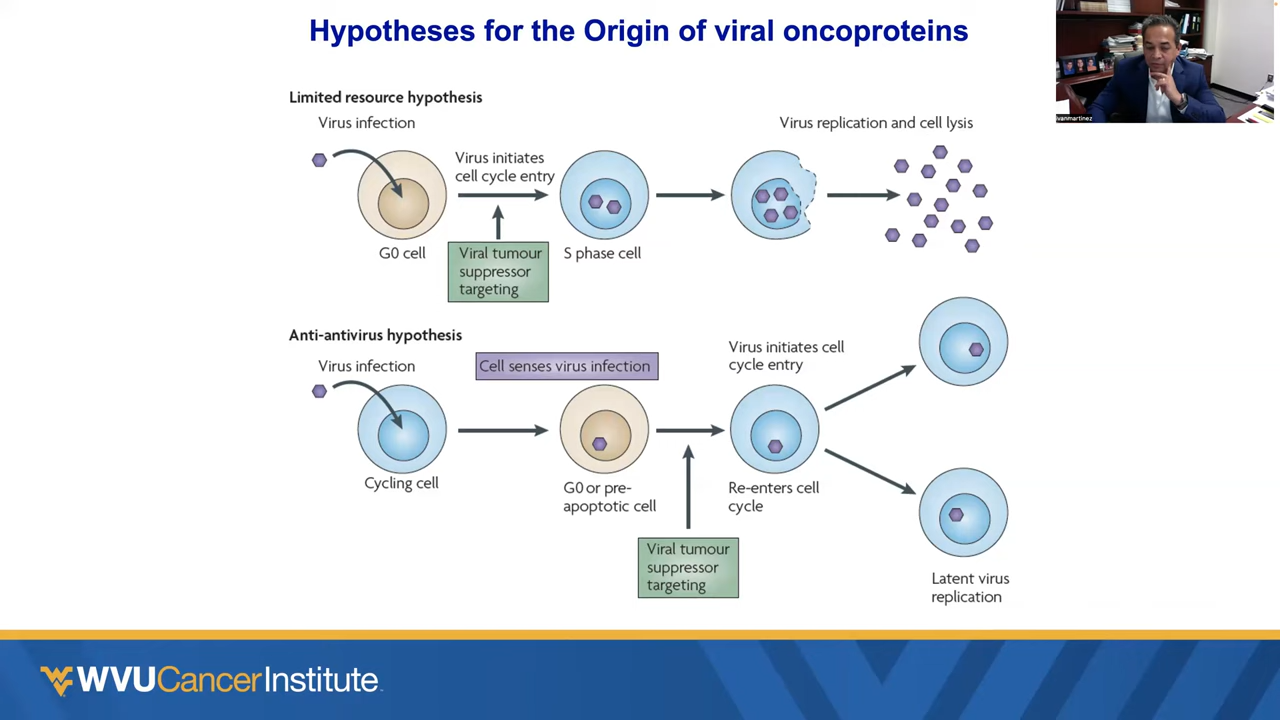 Hypotheses for the Origin of viral oncoproteins
Ivanmartinez
Limited resource hypothesis
Virus infection
Virus initiates
cell cycle entry
Virus replication and cell lysis
G0 cell
Viral tumour
suppressor
targeting
S phase cell
Anti-antivirus hypothesis
Virus infection
Cell senses virus infection
Virus initiates cell
cycle entry
Cycling cell
G0 or pre-
apoptotic cell
Re-enters cell
cycle
Viral tumour
suppressor
targeting
Latent virus
replication
WVUCancerInstitute